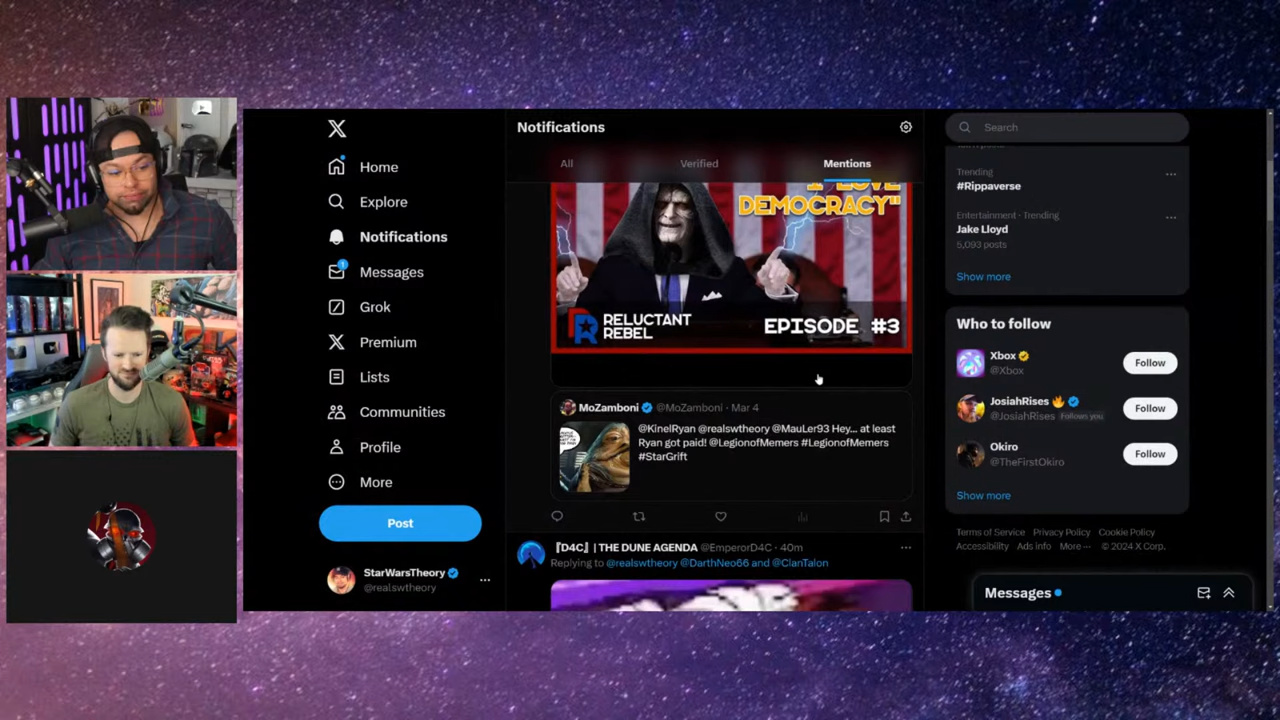 Home
Explore
Notifications
Messages
1
Grok
Premium
Lists
Communities
Profile
More
Post
StarWarsTheory
@realswtheory
Notifications
All
Verified
Mentions
LOVE
DEMOCRACY"
RELUCTANT
REBEL
EPISODE #3
MoZamboni @MoZamboni · Mar 4
@KinelRyan @realswtheory @MauLer93 Hey... at least
Ryan got paid! @LegionofMemers #LegionofMemers
#StarGrift
『D4C』 | THE DUNE AGENDA @EmperorD4C · 40m
Replying to @realswtheory @DarthNeo66 and @ClanTalon
Search
Trending
#Rippaverse
Entertainment · Trending
Jake Lloyd
5,093 posts
Show more
Who to follow
Xbox
@Xbox
Follow
JosiahRises 🔥
@JosiahRises Follows you
Follow
Okiro
@TheFirstOkiro
Follow
Show more
Terms of Service Privacy Policy Cookie Policy
Accessibility Ads info More ··· © 2024 X Corp.
Messages